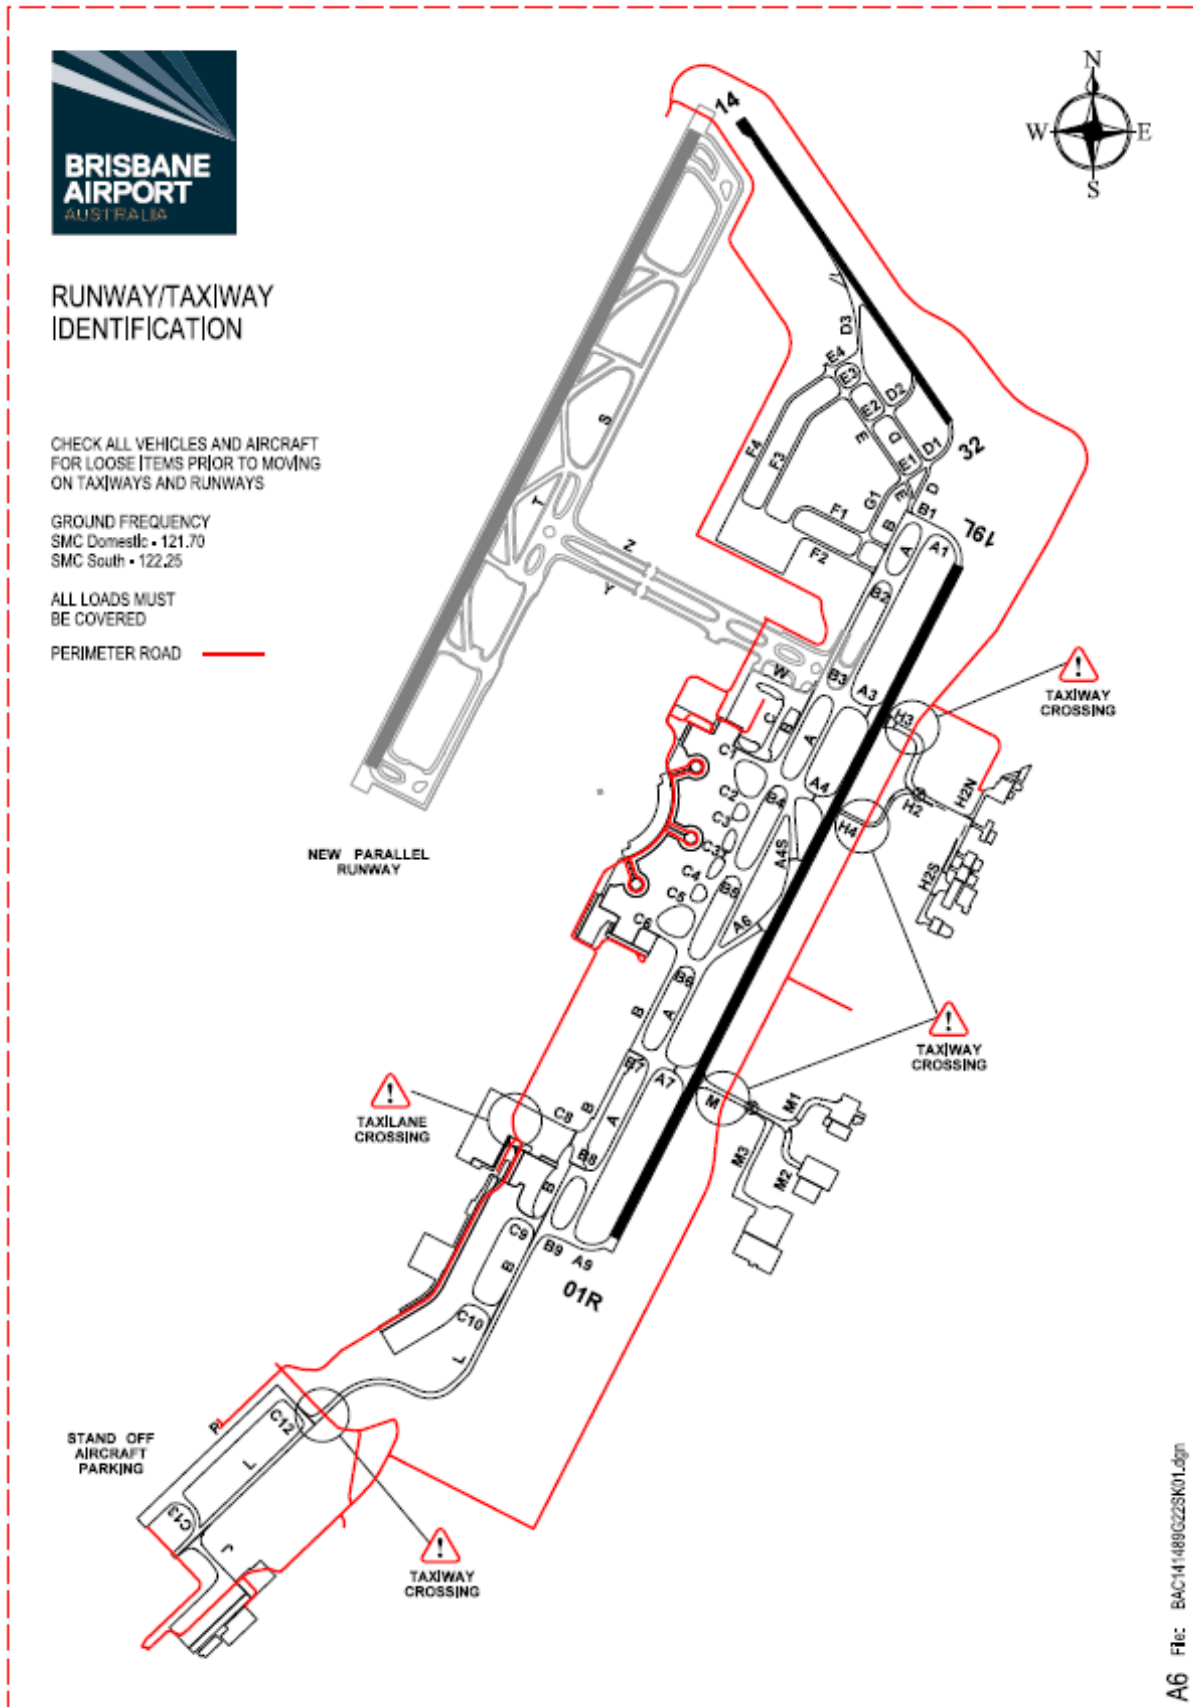 BRISBANE
AIRPORT
AUSTRALIA
RUNWAY/TAXIWAY
IDENTIFICATION
CHECK ALL VEHICLES AND AIRCRAFT
FOR LOOSE ITEMS PRIOR TO MOVING
ON TAXIWAYS AND RUNWAYS
GROUND FREQUENCY
SMC Domestic - 121.70
SMC South - 122.25
ALL LOADS MUST
BE COVERED
PERIMETER ROAD
N
W
E
S
14
D3
E4
E3
E2
D2
E
D
E1
D1
32
F4
F3
G1
E
D
F1
B
B1
19L
F2
A
A1
S
T
Z
Y
B2
W
B3
A3
C
B
A
H3
TAXIWAY
CROSSING
C1
C2
B4
A4
H2
H2N
C3
H4
C3
A4S
C4
B5
H2S
C5
C6
A6
NEW PARALLEL
RUNWAY
B6
B
A
TAXIWAY
CROSSING
B7
A7
M
M1
C8
B
A
TAXILANE
CROSSING
B8
M3
M2
B
C9
B9
A9
B
01R
C10
L
P
C12
STAND OFF
AIRCRAFT
PARKING
L
C13
J
TAXIWAY
CROSSING
A6 File: BAC141489G22SK01.dgn